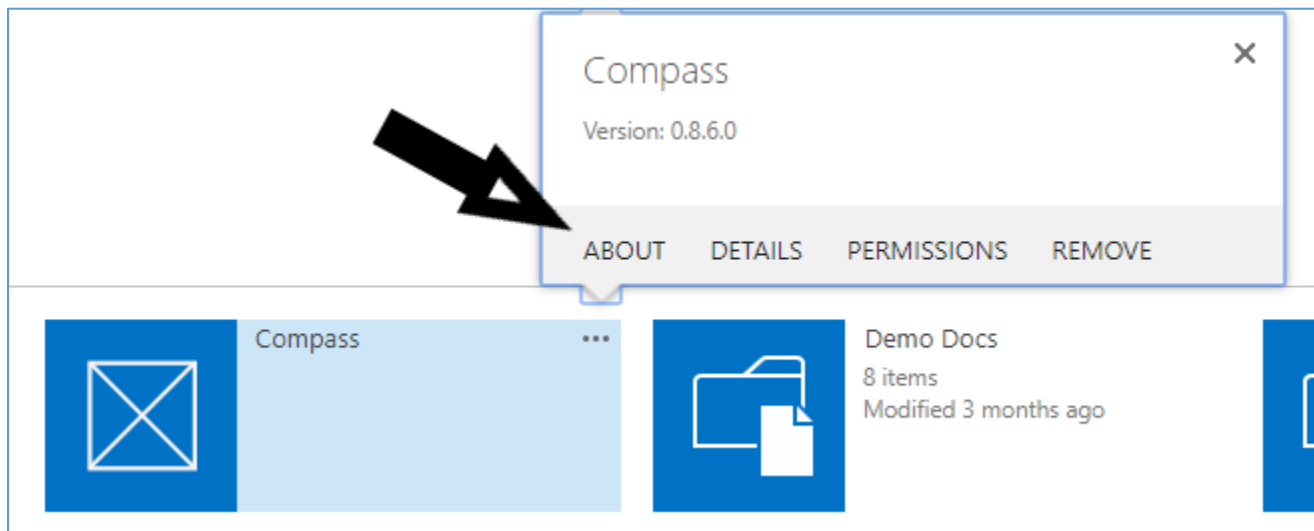 Compass
Version: 0.8.6.0
ABOUT DETAILS PERMISSIONS REMOVE
Compass
Demo Docs
8 items
Modified 3 months ago